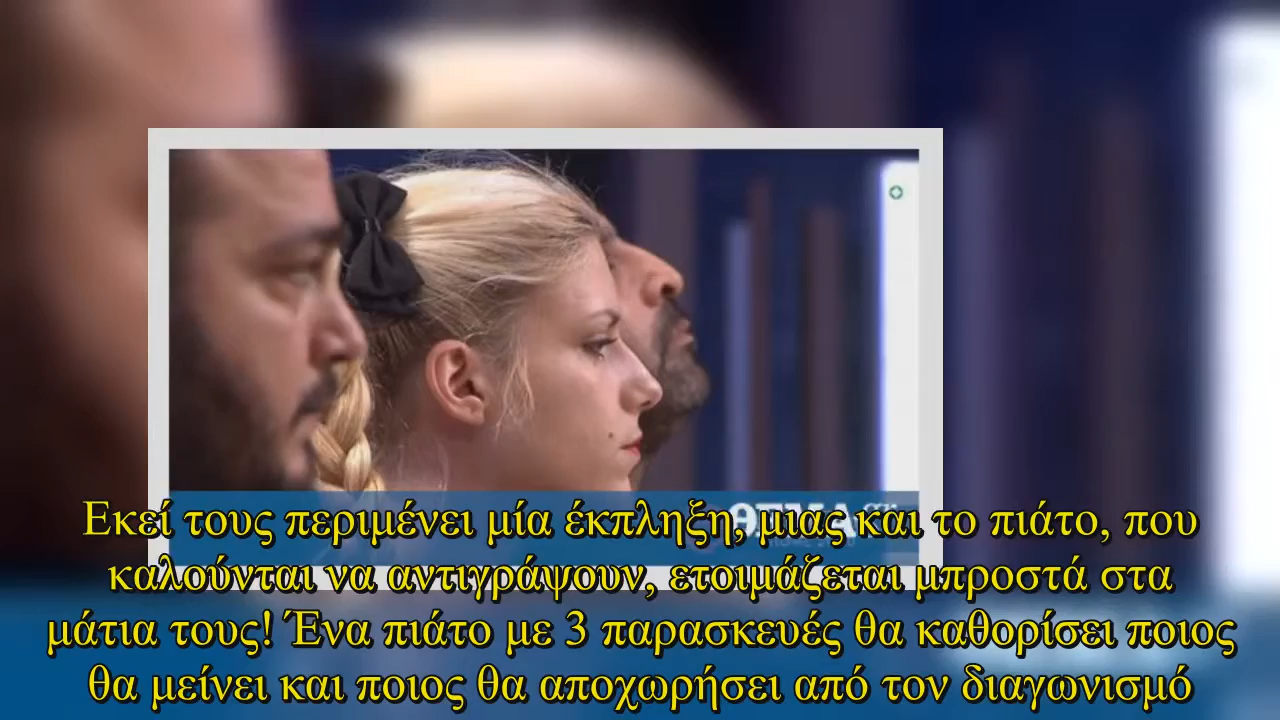 Εκεί τους περιμένει μία έκπληξη, μιας και το πιάτο, που
καλούνται να αντιγράψουν, ετοιμάζεται μπροστά στα
μάτια τους! Ένα πιάτο με 3 παρασκευές θα καθορίσει ποιος
θα μείνει και ποιος θα αποχωρήσει από τον διαγωνισμό